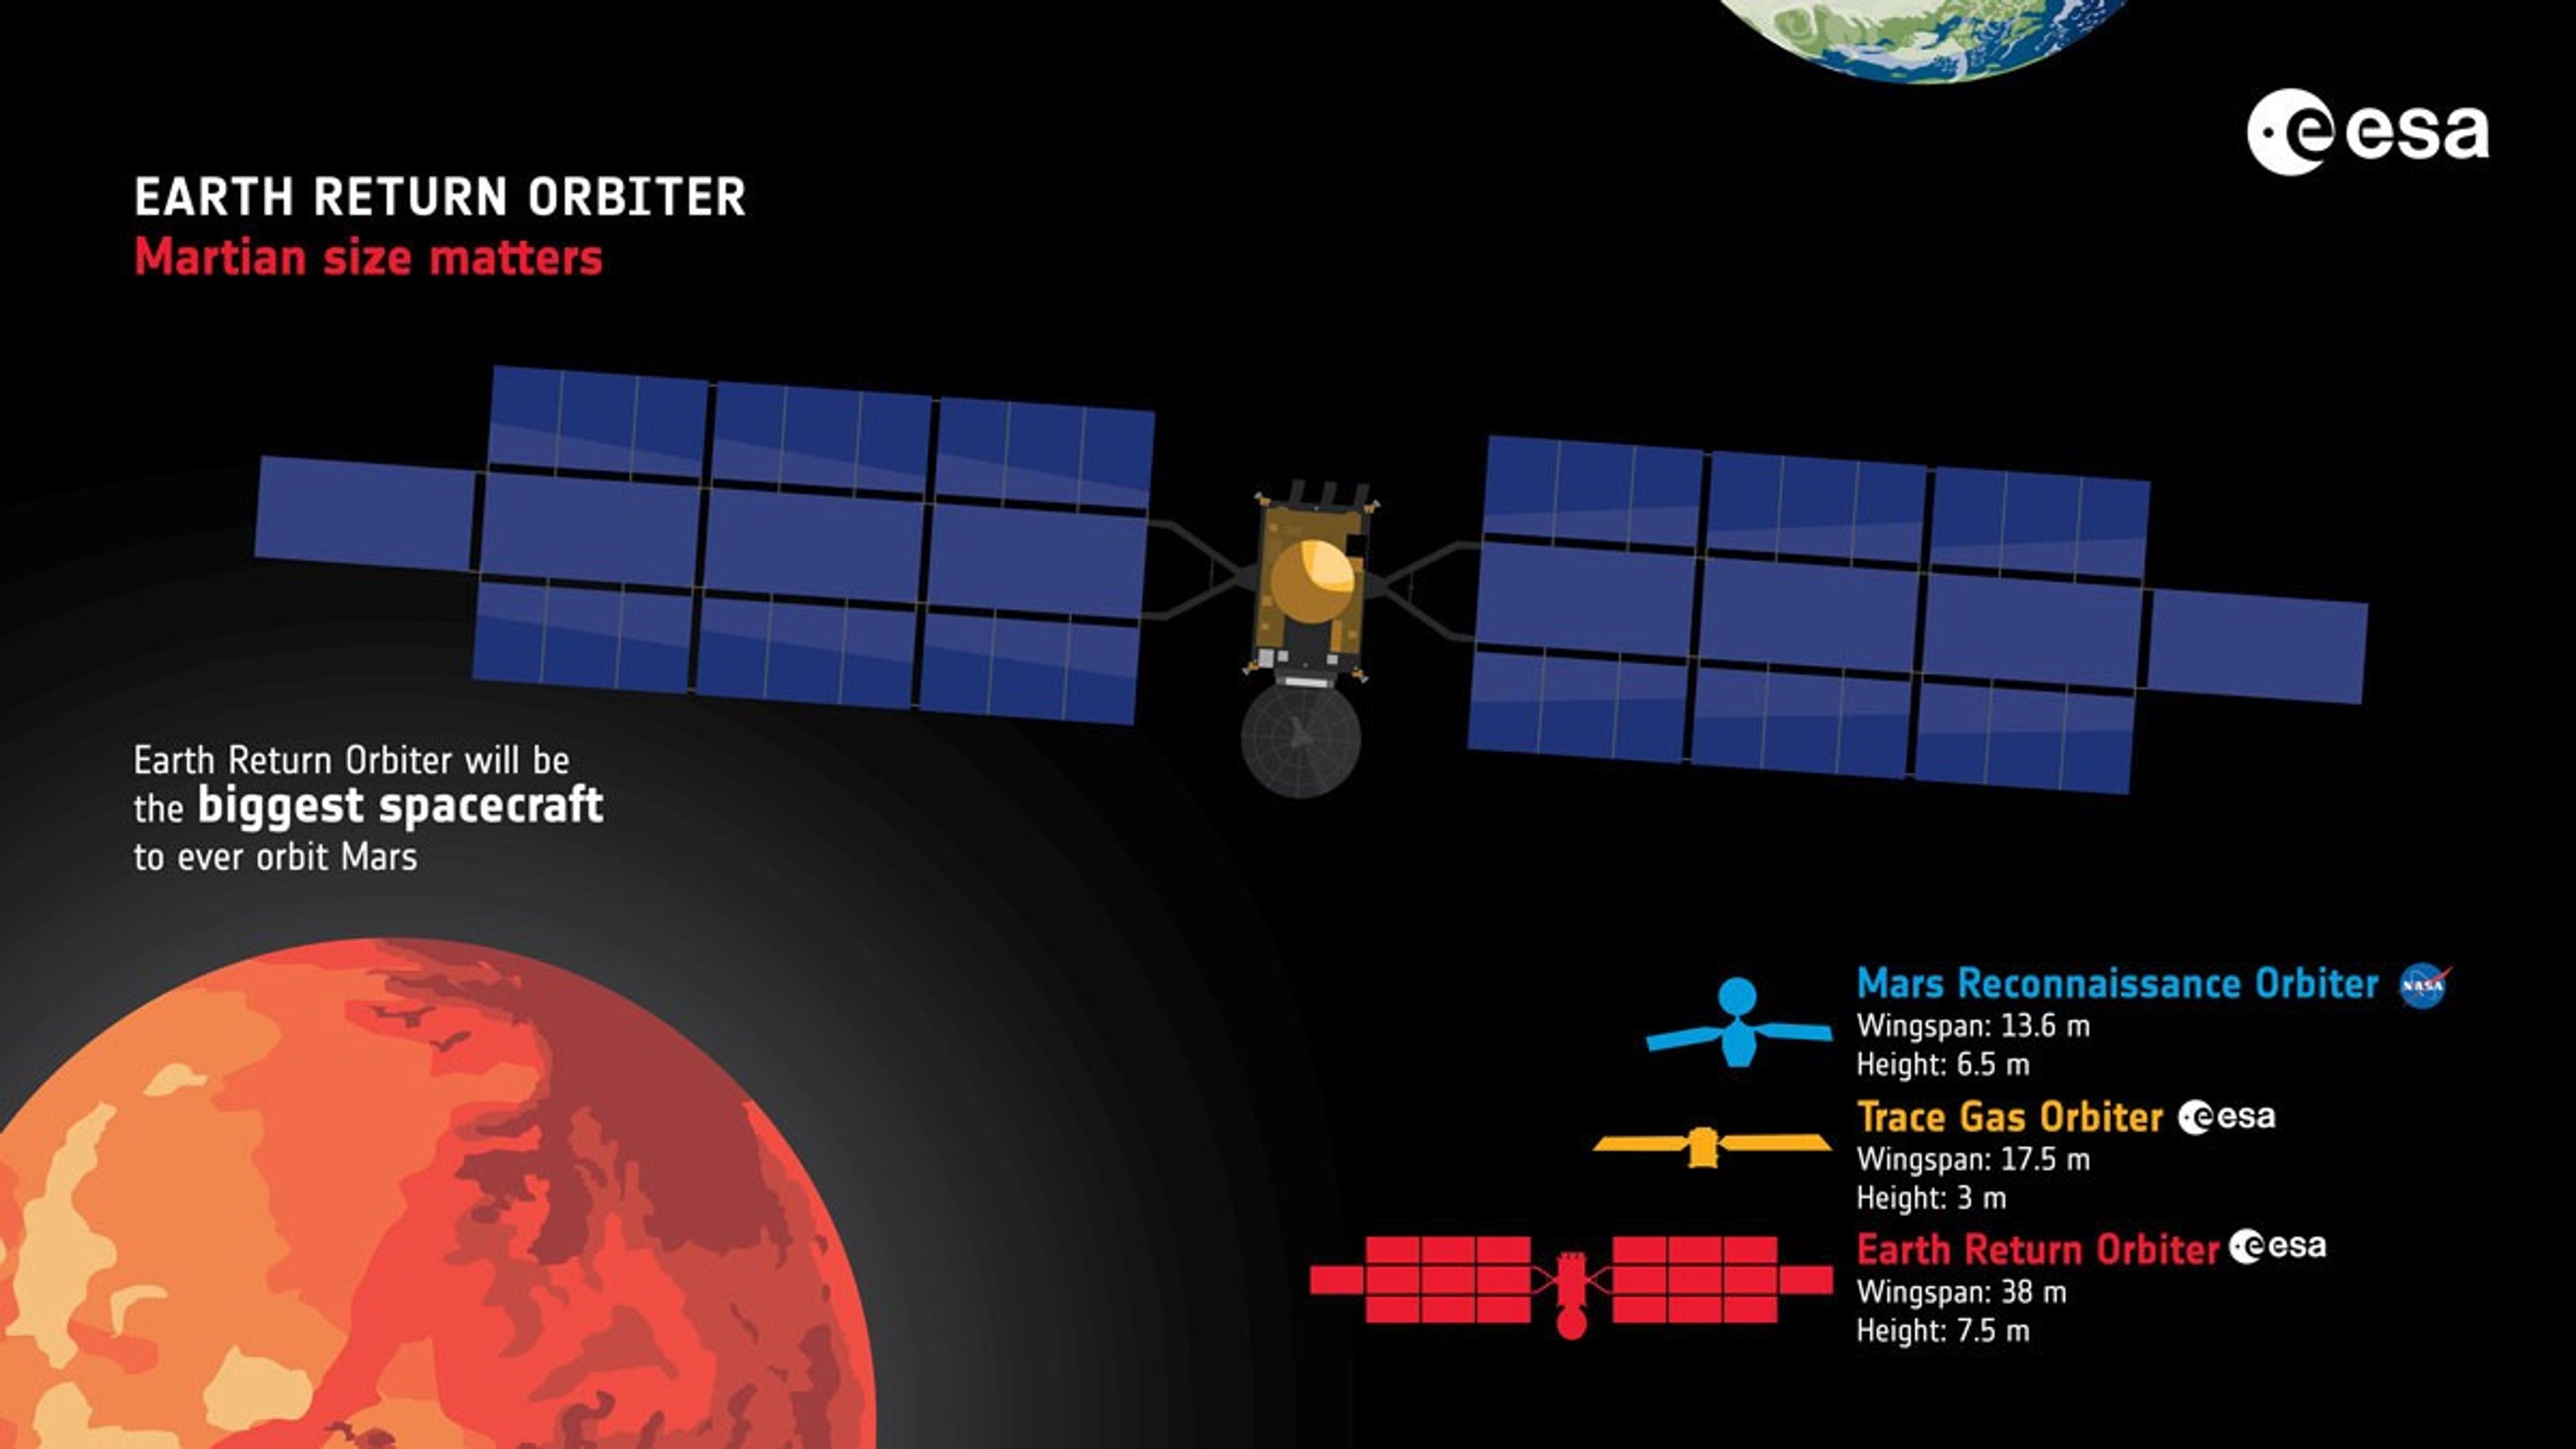 esa
EARTH RETURN ORBITER
Martian size matters
Earth Return Orbiter will be
the biggest spacecraft
to ever orbit Mars
Mars Reconnaissance Orbiter NASA
Wingspan: 13.6 m
Height: 6.5 m
Trace Gas Orbiter esa
Wingspan: 17.5 m
Height: 3 m
Earth Return Orbiter esa
Wingspan: 38 m
Height: 7.5 m